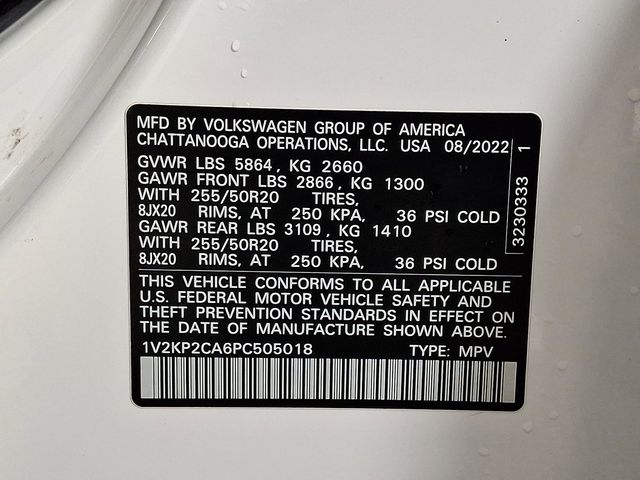 MFD BY VOLKSWAGEN GROUP OF AMERICA
CHATTANOOGA OPERATIONS, LLC. USA 08/2022
GVWR LBS 5864, KG 2660
GAWR FRONT LBS 2866, KG 1300
WITH 255/50R20 TIRES,
8JX20 RIMS, AT 250 KPA, 36 PSI COLD
GAWR REAR LBS 3109, KG 1410
WITH 255/50R20 TIRES,
8JX20 RIMS, AT 250 KPA, 36 PSI COLD
3230333 1
THIS VEHICLE CONFORMS TO ALL APPLICABLE
U.S. FEDERAL MOTOR VEHICLE SAFETY AND
THEFT PREVENTION STANDARDS IN EFFECT ON
THE DATE OF MANUFACTURE SHOWN ABOVE.
1V2KP2CA6PC505018 TYPE: MPV